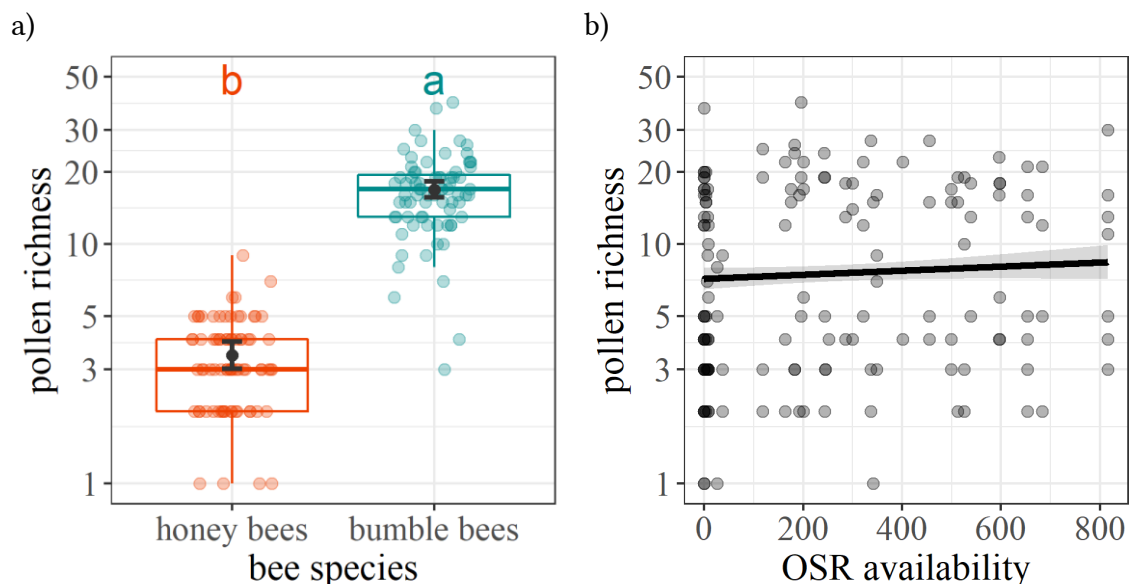 a)
pollen richness
50
30
20
10
5
3
1
b
a
honey bees
bumble bees
bee species
b)
pollen richness
50
30
20
10
5
3
1
0
200
400
600
800
OSR availability